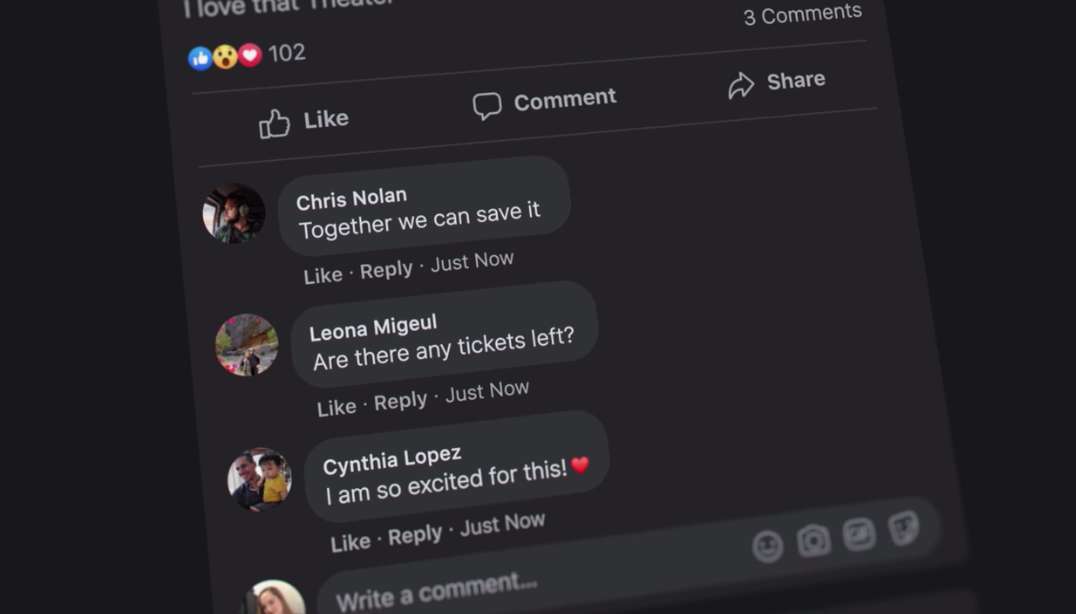 I love that Theater
3 Comments
102
Like
Comment
Share
Chris Nolan
Together we can save it
Like · Reply · Just Now
Leona Migeul
Are there any tickets left?
Like · Reply · Just Now
Cynthia Lopez
I am so excited for this!❤️
Like · Reply · Just Now
Write a comment...